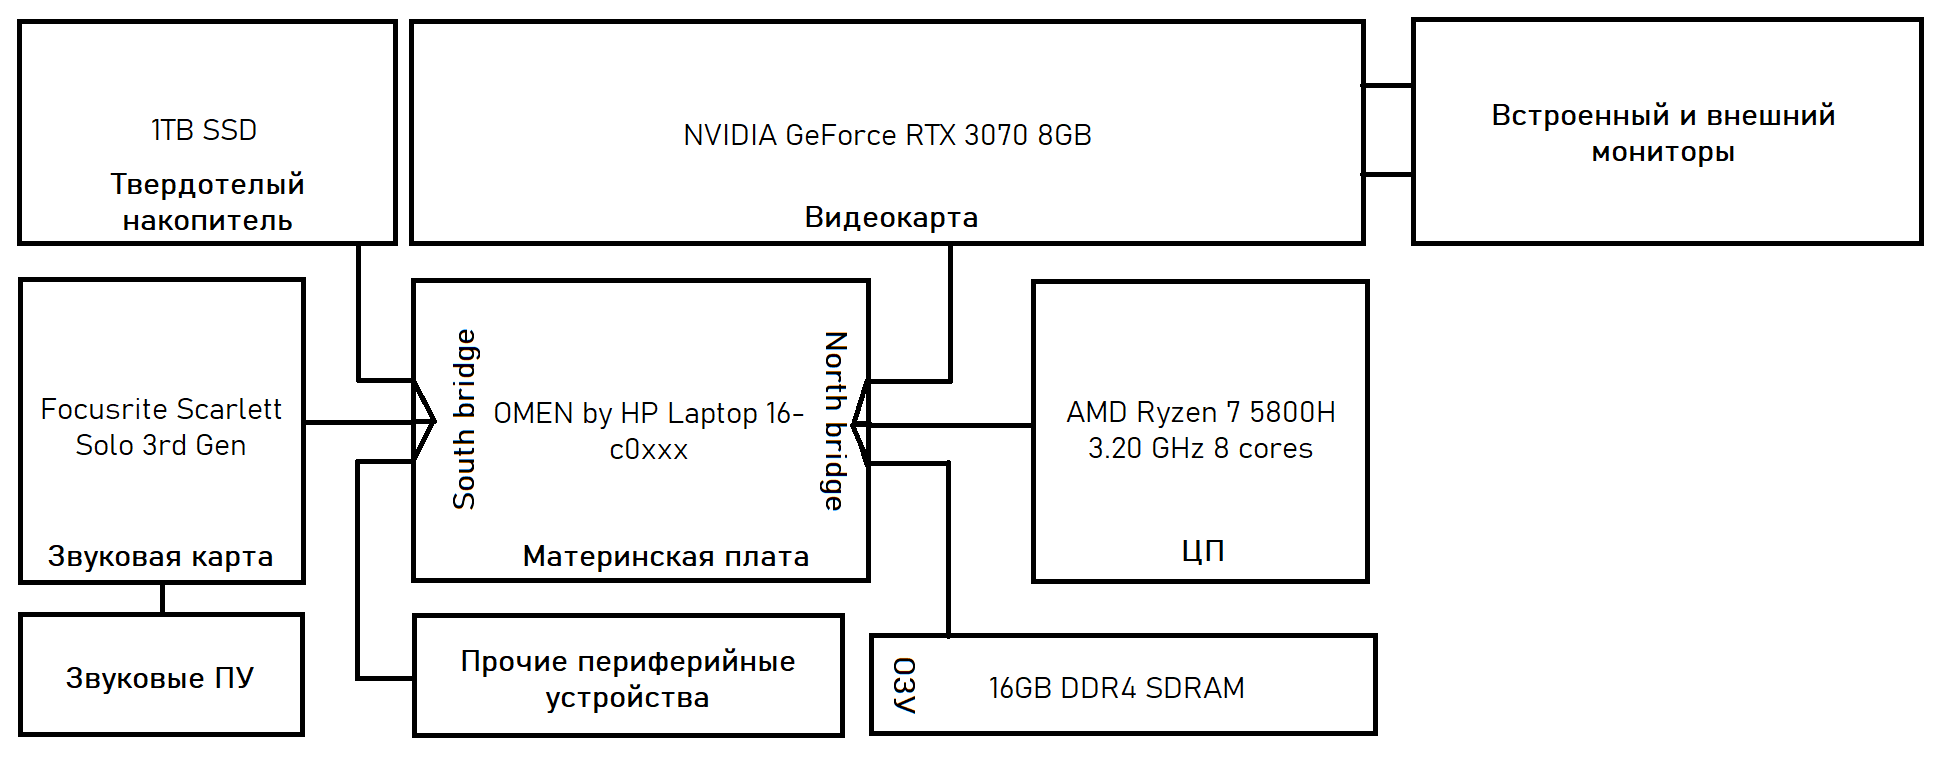 1TB SSD
Твердотелый
накопитель
NVIDIA GeForce RTX 3070 8GB
Видеокарта
Встроенный и внешний
мониторы
Focusrite Scarlett
Solo 3rd Gen
Звуковая карта
South bridge
OMEN by HP Laptop 16-
c0xxx
North bridge
Материнская плата
AMD Ryzen 7 5800H
3.20 GHz 8 cores
ЦП
Звуковые ПУ
Прочие периферийные
устройства
ОЗУ
16GB DDR4 SDRAM